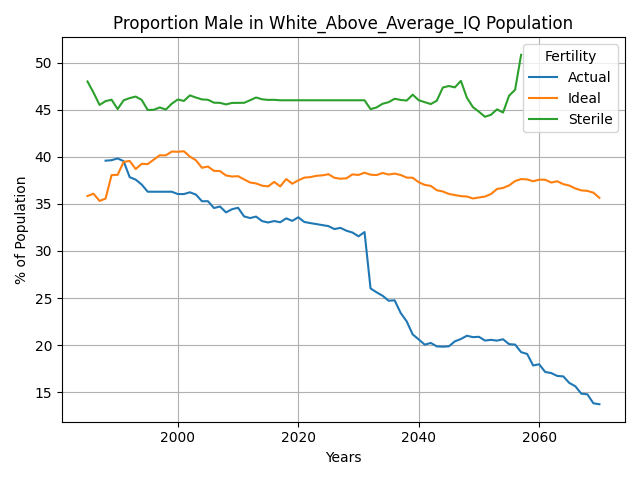 Proportion Male in White_Above_Average_IQ Population
% of Population
50
45
40
35
30
25
20
15
Fertility
Actual
Ideal
Sterile
2000
2020
2040
2060
Years